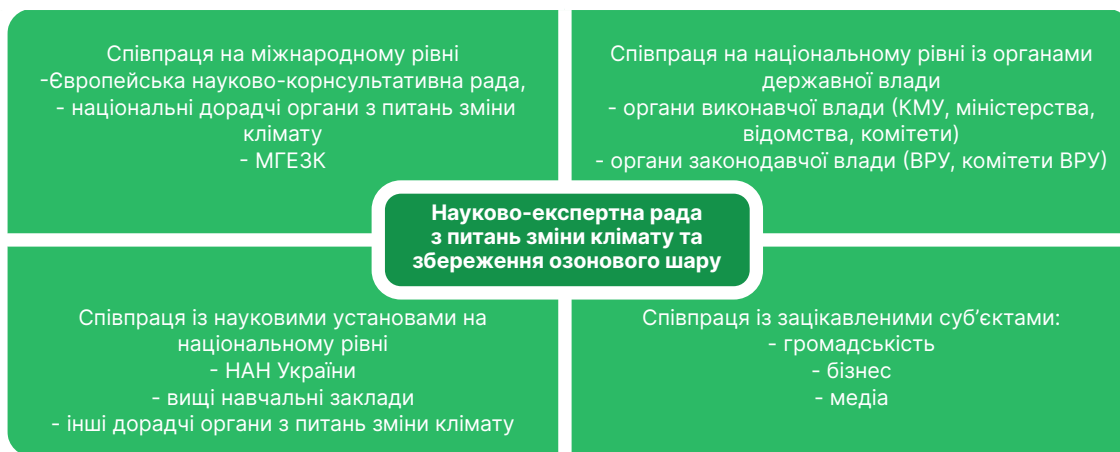 Співпраця на міжнародному рівні
-Європейська науково-корнсультативна рада,
- національні дорадчі органи з питань зміни
клімату
- МГЕЗК
Співпраця на національному рівні із органами
державної влади
- органи виконавчої влади (КМУ, міністерства,
відомства, комітети)
- органи законодавчої влади (ВРУ, комітети ВРУ)
Науково-експертна рада
з питань зміни клімату та
збереження озонового шару
Співпраця із науковими установами на
національному рівні
- НАН України
- вищі навчальні заклади
- інші дорадчі органи з питань зміни клімату
Співпраця із зацікавленими суб’єктами:
- громадськість
- бізнес
- медіа